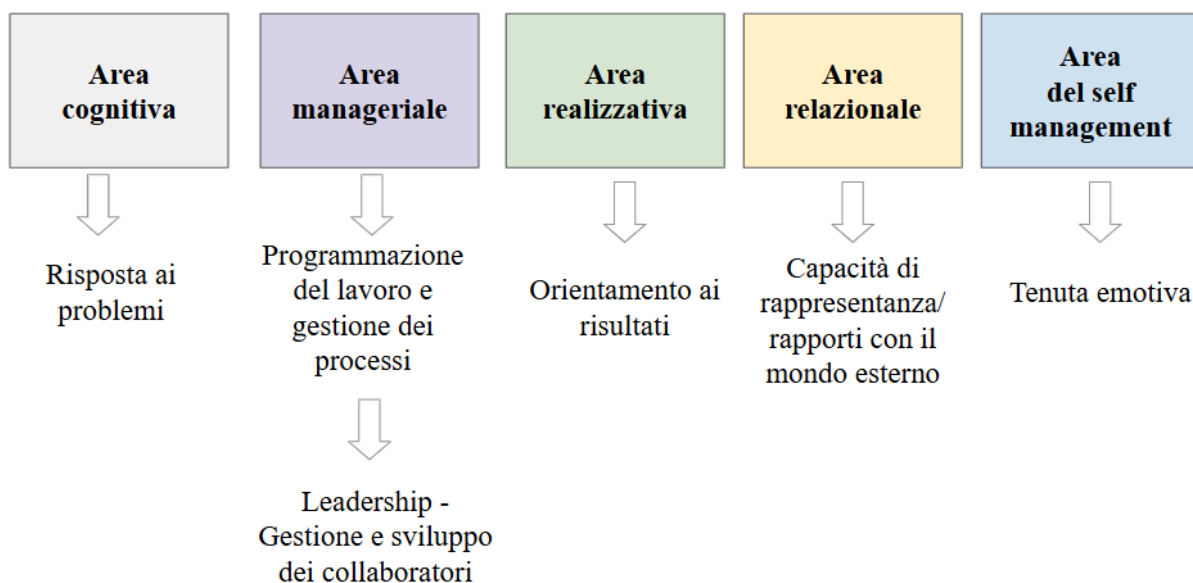 Area
cognitiva
Area
manageriale
Area
realizzativa
Area
relazionale
Area
del self
management
Risposta ai
problemi
Programmazione
del lavoro e
gestione dei
processi
Orientamento ai
risultati
Capacità di
rappresentanza/
rapporti con il
mondo esterno
Tenuta emotiva
Leadership -
Gestione e sviluppo
dei collaboratori